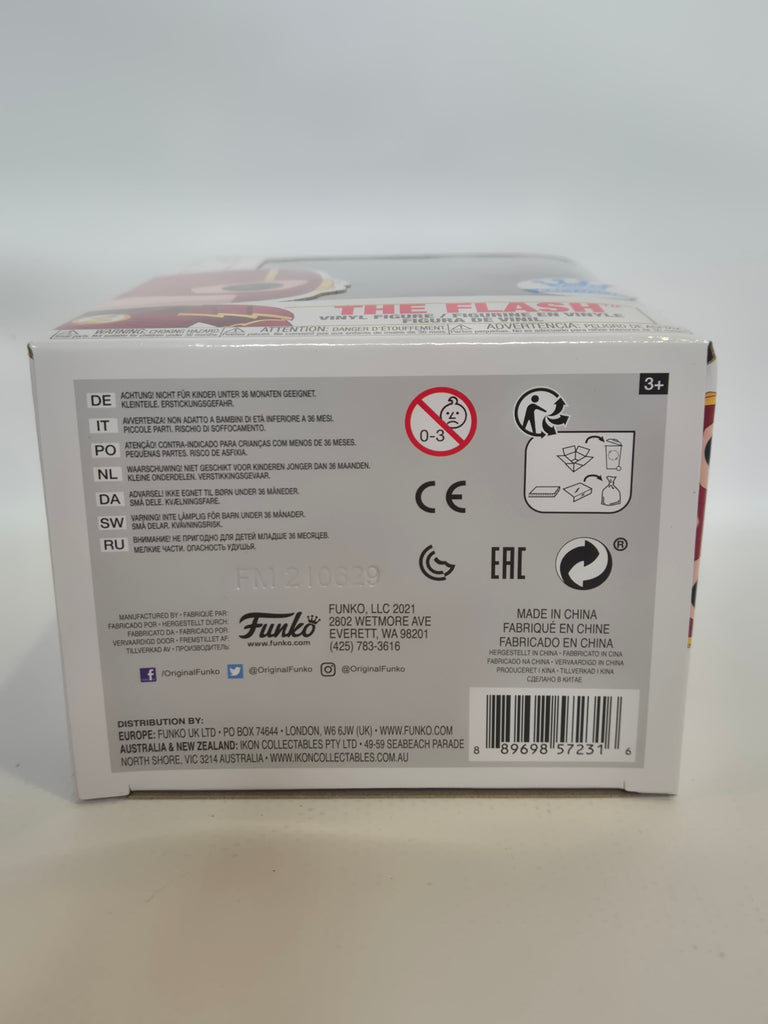 THE FLASH™
VINYL FIGURE / FIGURINE EN VINYLE
FIGURA DE VINIL
WARNING: CHOKING HAZARD
ATTENTION: DANGER D'ÉTOUFFEMENT
ADVERTENCIA: PELIGRO DE
3+
DE ACHTUNG! NICHT FÜR KINDER UNTER 36 MONATEN GEEIGNET.
KLEINTEILE. ERSTICKUNGSGEFAHR.
IT AVVERTENZA! NON ADATTO A BAMBINI DI ETÀ INFERIORE A 36 MESI.
PICCOLE PARTI. RISCHIO DI SOFFOCAMENTO.
PO ATENÇÃO! CONTRA-INDICADO PARA CRIANÇAS COM MENOS DE 36 MESES.
PEQUENAS PARTES. RISCO DE ASFIXIA.
NL WAARSCHUWING! NIET GESCHIKT VOOR KINDEREN JONGER DAN 36 MAANDEN.
KLEINE ONDERDELEN. VERSTIKKINGSGEVAAR.
DA ADVARSEL! IKKE EGNET TIL BØRN UNDER 36 MÅNEDER.
SMÅ DELE. KVÆLNINGSFARE.
SW VARNING! INTE LÄMPLIG FÖR BARN UNDER 36 MÅNADER.
SMÅ DELAR. KVÄVNINGSRISK.
RU ВНИМАНИЕ! НЕ ПРИГОДНО ДЛЯ ДЕТЕЙ МЛАДШЕ 36 МЕСЯЦЕВ.
МЕЛКИЕ ЧАСТИ. ОПАСНОСТЬ УДУШЬЯ.
0-3
CE
EAC
®
FM 210629
MANUFACTURED BY • FABRIQUÉ PAR:
FABRICADO POR • HERGESTELLT DURCH:
FABBRICATO DA • FABRICADO POR:
VERVAARDIGD DOOR • FREMSTILLET AF:
TILLVERKAD AV • ПРОИЗВОДИТЕЛЬ:
Funko
www.funko.com
FUNKO, LLC 2021
2802 WETMORE AVE
EVERETT, WA 98201
(425) 783-3616
/OriginalFunko @OriginalFunko @OriginalFunko
MADE IN CHINA
FABRIQUÉ EN CHINE
FABRICADO EN CHINA
HERGESTELLT IN CHINA • FABBRICATO IN CINA
FABRICADO NA CHINA • VERVAARDIGD IN CHINA
PRODUCERET I KINA • TILLVERKAD I KINA
СДЕЛАНО В КИТАЕ
DISTRIBUTION BY:
EUROPE: FUNKO UK LTD • PO BOX 74644 • LONDON, W6 6JW (UK) • WWW.FUNKO.COM
AUSTRALIA & NEW ZEALAND: IKON COLLECTABLES PTY LTD • 49-59 SEABEACH PARADE
NORTH SHORE, VIC 3214 AUSTRALIA • WWW.IKONCOLLECTABLES.COM.AU
8 89698 57231 6